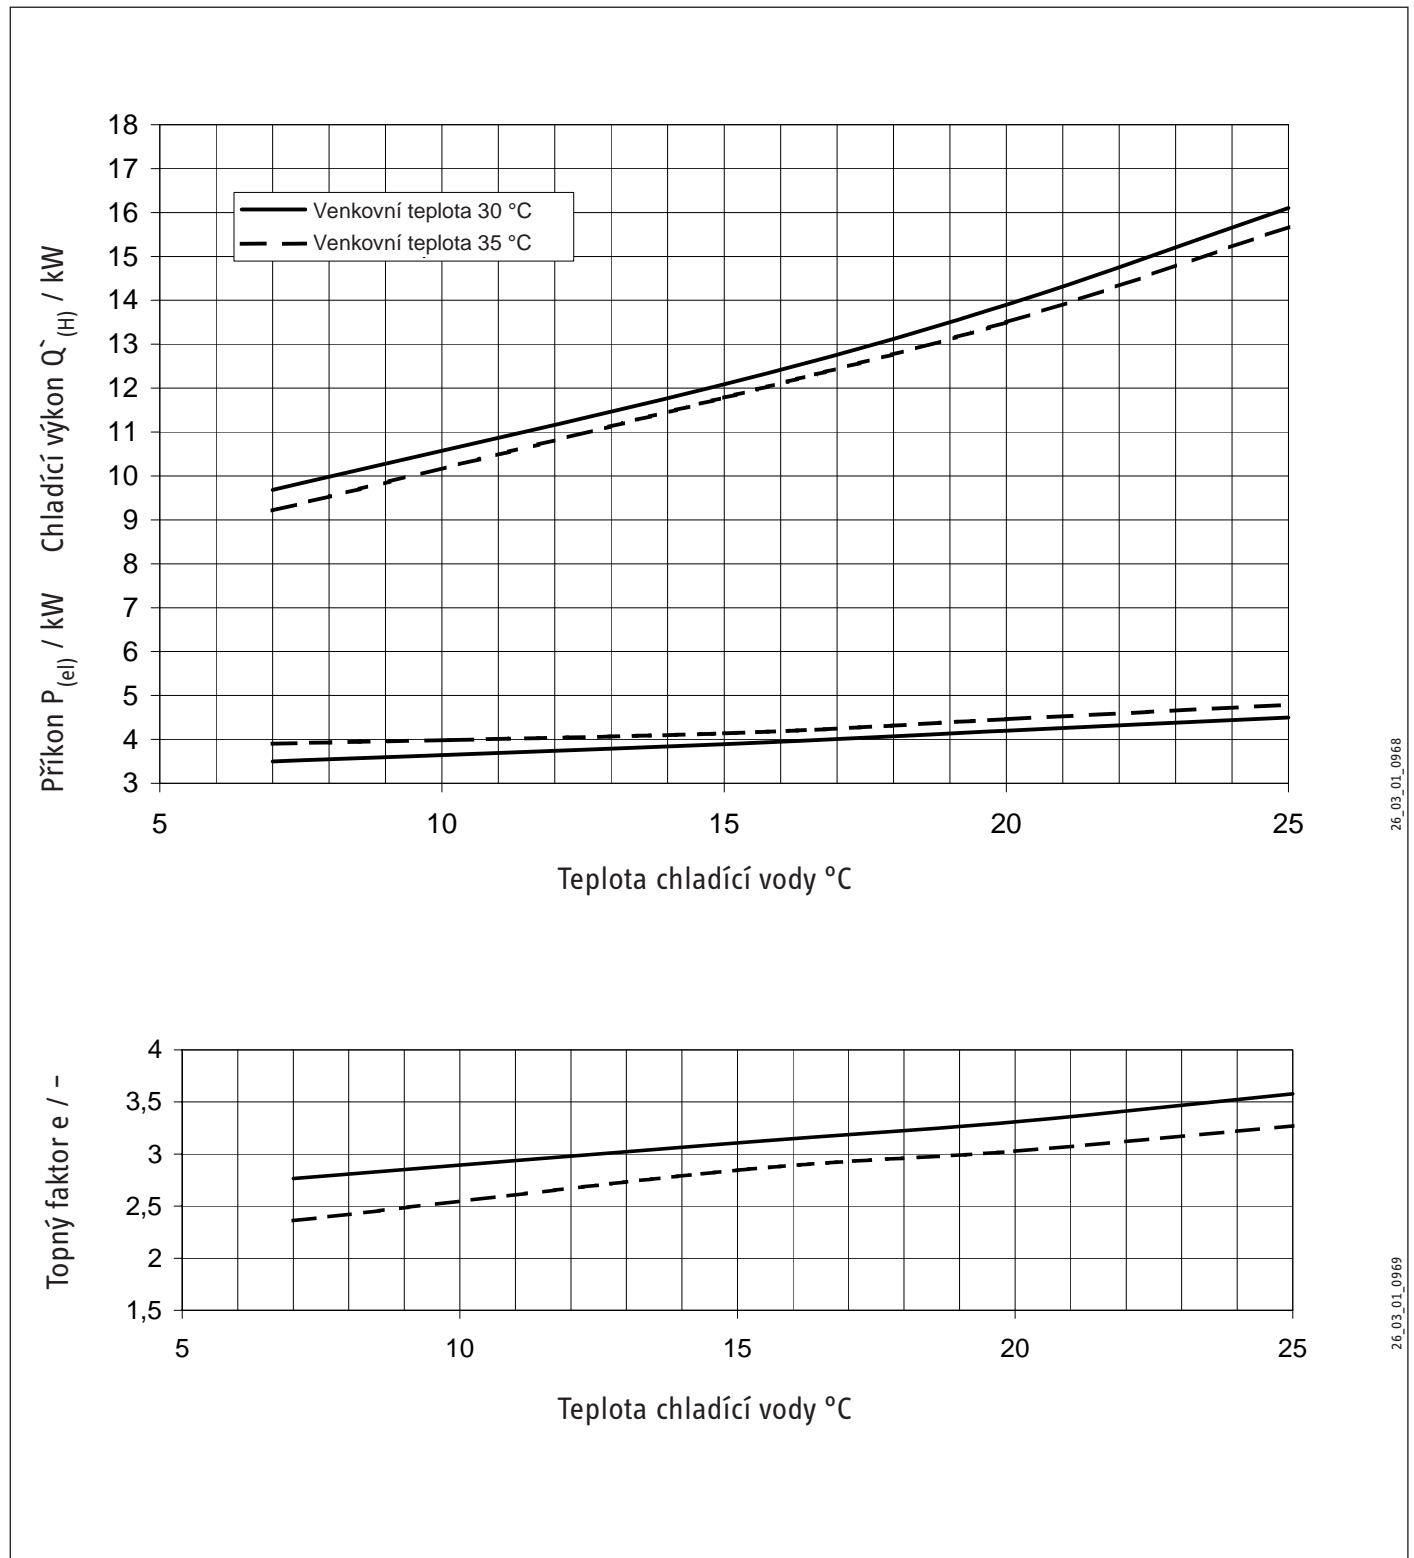 18
17
16
15
14
13
12
11
10
9
8
7
6
5
4
3
Venkovní teplota 30 °C
Venkovní teplota 35 °C
Chladící výkon Q` (H) / kW
Příkon P (el) / kW
5 10 15 20 25
Teplota chladící vody °C
26_03_01_0968
4
3,5
3
2,5
2
1,5
Topný faktor e / –
5 10 15 20 25
Teplota chladící vody °C
26_03_01_0969